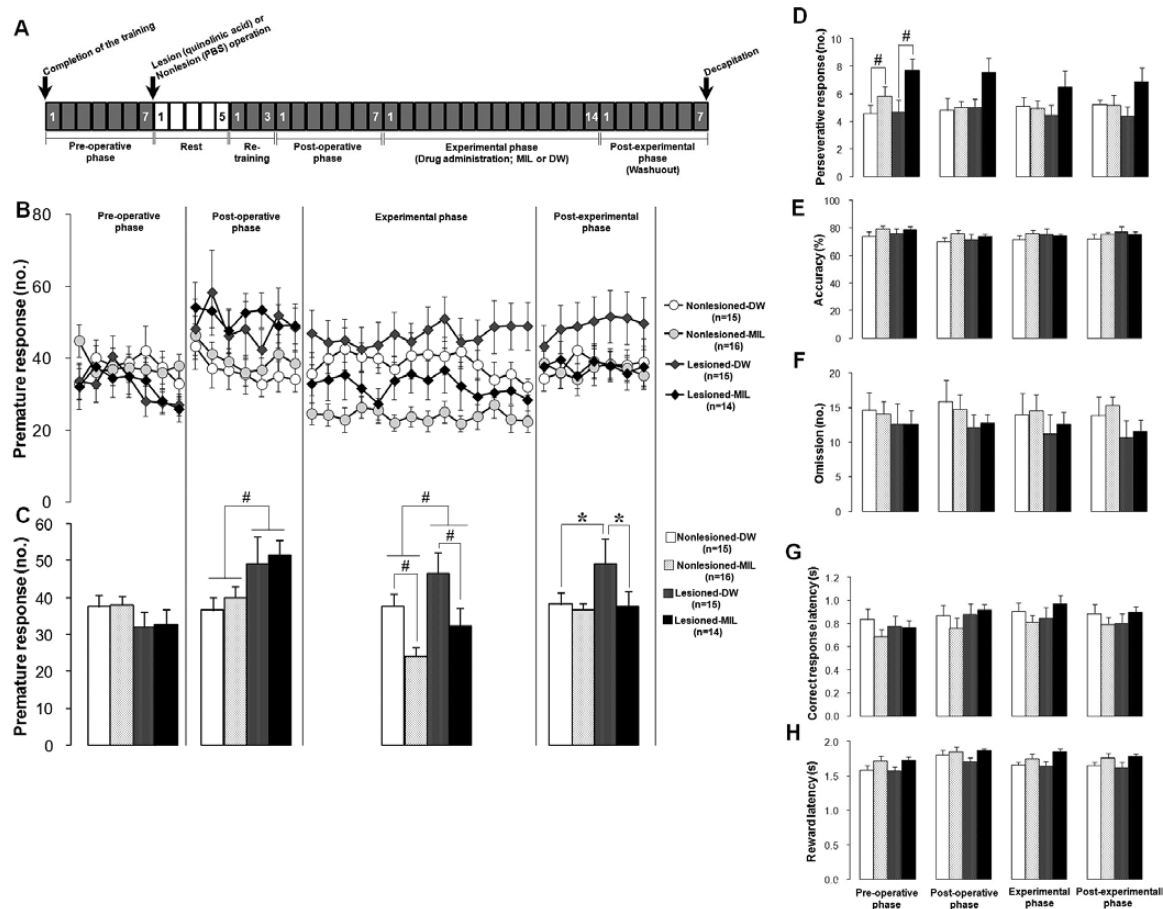 A
Completion of the training
Lesion (quinolinic acid) or
Nonlesion (PBS) operation
Decapitation
1 7 1 5 1 3 1 7 1 14 1 7
Pre-operative
phase
Rest
Re-
training
Post-operative
phase
Experimental phase
(Drug administration; MIL or DW)
Post-experimental
phase
(Washuout)
B
Premature response (no.)
80
60
40
20
0
Pre-operative
phase
Post-operative
phase
Experimental phase
Post-experimental
phase
Nonlesioned-DW
(n=15)
Nonlesioned-MIL
(n=16)
Lesioned-DW
(n=15)
Lesioned-MIL
(n=14)
C
Premature response (no.)
60
50
40
30
20
10
0
#
#
#
#
*
*
Nonlesioned-DW
(n=15)
Nonlesioned-MIL
(n=16)
Lesioned-DW
(n=15)
Lesioned-MIL
(n=14)
D
Perseverative response (no.)
10
8
6
4
2
0
#
#
E
Accuracy (%)
100
80
60
40
20
0
F
Omission (no.)
20
15
10
5
0
G
Correct response latency (s)
1.2
1.0
0.8
0.6
0.4
0.2
0.0
H
Reward latency (s)
2.0
1.5
1.0
0.5
0.0
Pre-operative
phase
Post-operative
phase
Experimental
phase
Post-experimentall
phase